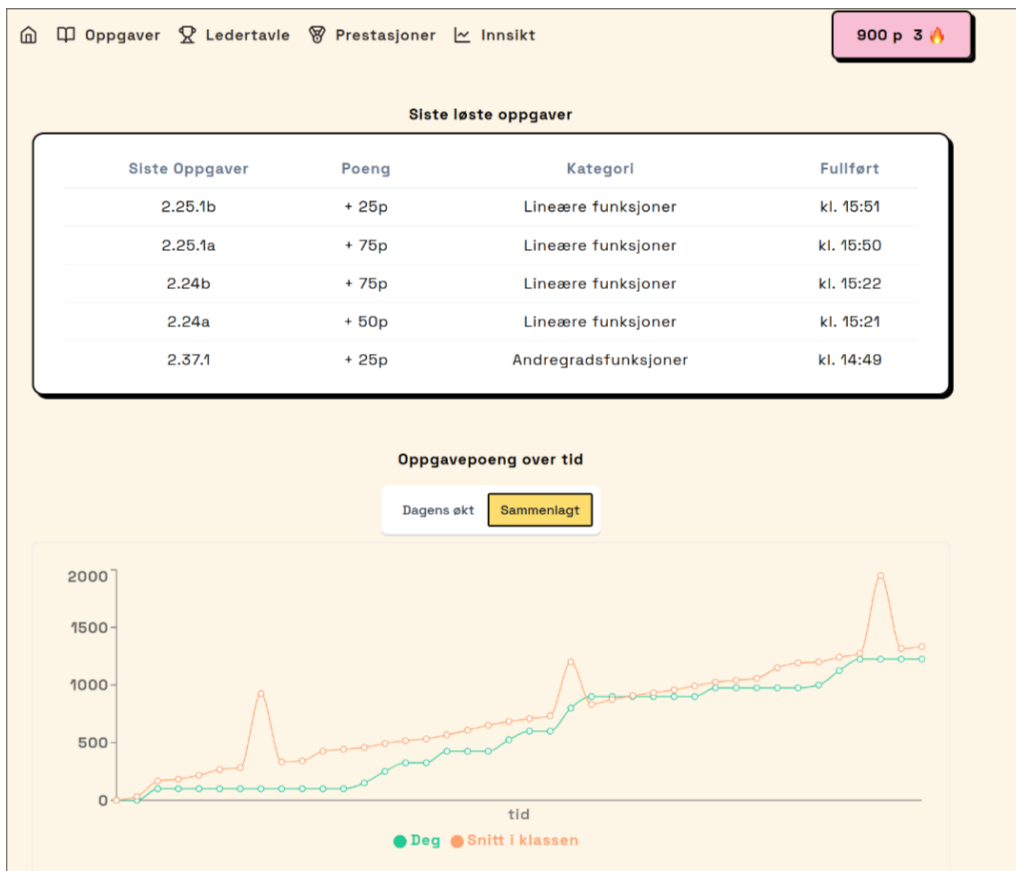 Oppgaver Ledertavle Prestasjoner Innsikt 900 p 3 🔥
Siste løste oppgaver
Siste Oppgaver Poeng Kategori Fullført
2.25.1b + 25p Lineære funksjoner kl. 15:51
2.25.1a + 75p Lineære funksjoner kl. 15:50
2.24b + 75p Lineære funksjoner kl. 15:22
2.24a + 50p Lineære funksjoner kl. 15:21
2.37.1 + 25p Andregradsfunksjoner kl. 14:49
Oppgavepoeng over tid
Dagens økt Sammenlagt
2000
1500
1000
500
0
tid
Deg Snitt i klassen